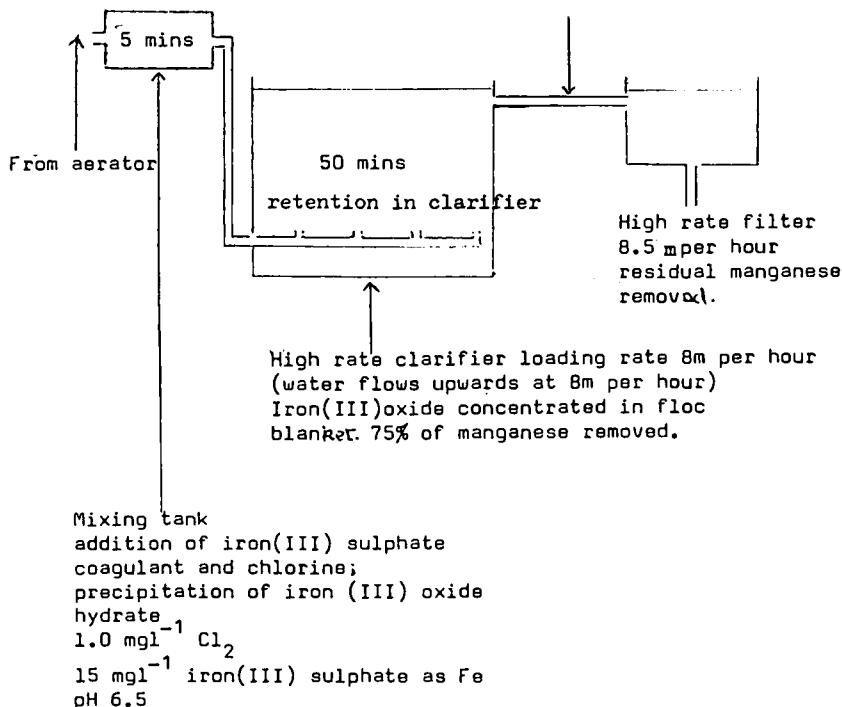 5 mins
From aerator
50 mins
retention in clarifier
High rate filter
8.5 m per hour
residual manganese
removal.
High rate clarifier loading rate 8m per hour
(water flows upwards at 8m per hour)
Iron(III)oxide concentrated in floc
blanket. 75% of manganese removed.
Mixing tank
addition of iron(III) sulphate
coagulant and chlorine;
precipitation of iron (III) oxide
hydrate
1.0 mgl⁻¹ Cl₂
15 mgl⁻¹ iron(III) sulphate as Fe
pH 6.5